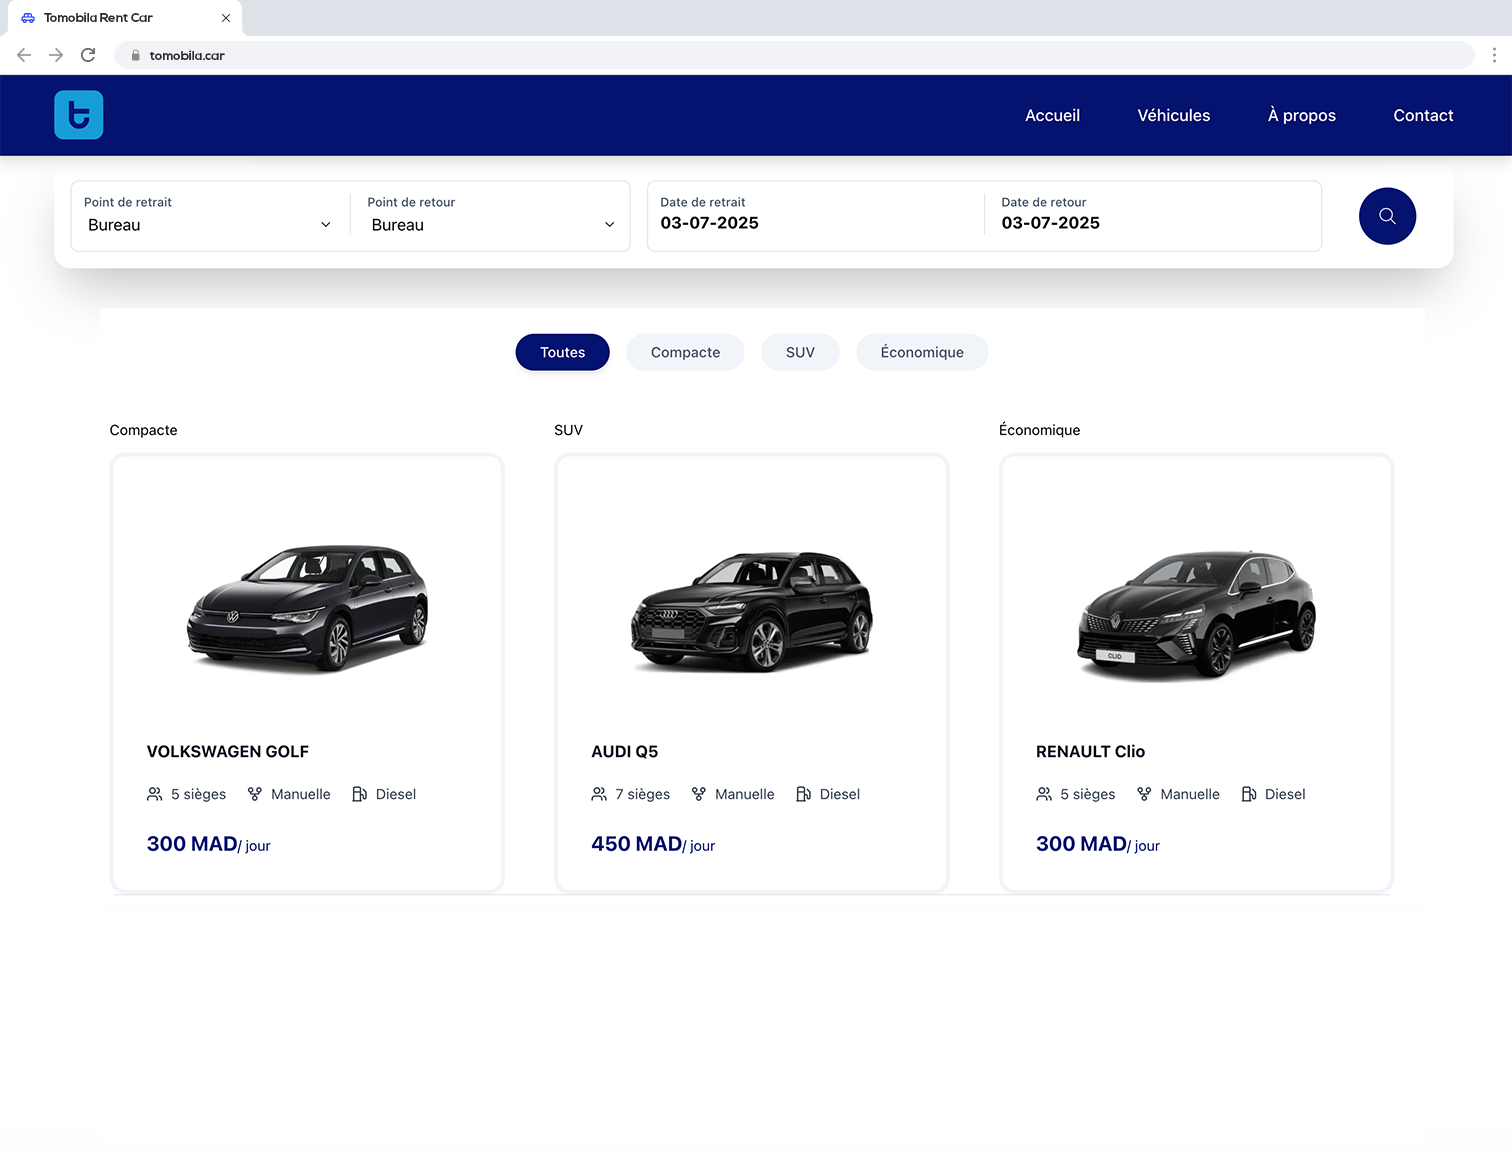 Tomobila Rent Car
tomobila.car
t
Accueil Véhicules À propos Contact
Point de retrait Point de retour Date de retrait Date de retour
Bureau Bureau 03-07-2025 03-07-2025
Toutes Compacte SUV Économique
Compacte SUV Économique
CLIO
VOLKSWAGEN GOLF AUDI Q5 RENAULT Clio
5 sièges Manuelle Diesel 7 sièges Manuelle Diesel 5 sièges Manuelle Diesel
300 MAD/ jour 450 MAD/ jour 300 MAD/ jour